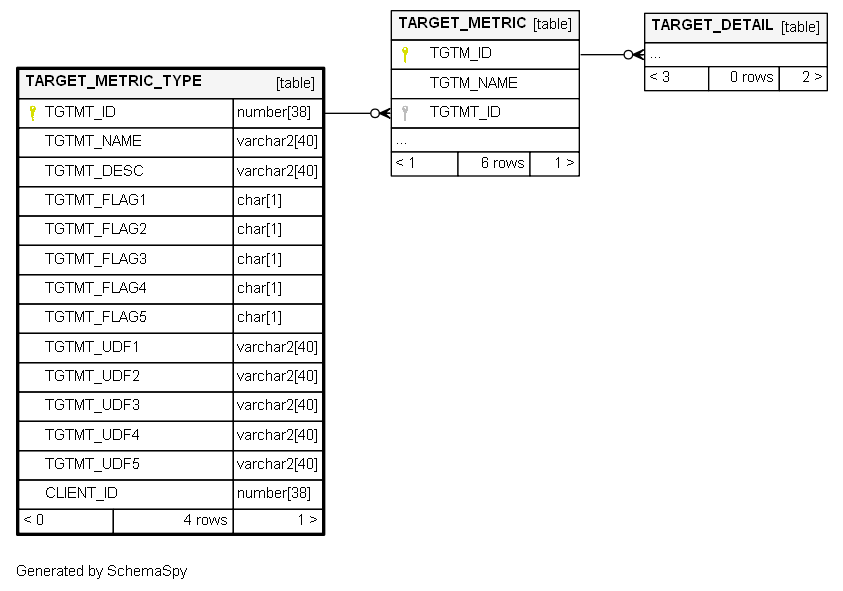 TARGET_METRIC [table]
TGTM_ID
TGTM_NAME
TGTMT_ID
...
< 1 6 rows 1 >
TARGET_DETAIL [table]
...
< 3 0 rows 2 >
TARGET_METRIC_TYPE [table]
TGTMT_ID number[38]
TGTMT_NAME varchar2[40]
TGTMT_DESC varchar2[40]
TGTMT_FLAG1 char[1]
TGTMT_FLAG2 char[1]
TGTMT_FLAG3 char[1]
TGTMT_FLAG4 char[1]
TGTMT_FLAG5 char[1]
TGTMT_UDF1 varchar2[40]
TGTMT_UDF2 varchar2[40]
TGTMT_UDF3 varchar2[40]
TGTMT_UDF4 varchar2[40]
TGTMT_UDF5 varchar2[40]
CLIENT_ID number[38]
< 0 4 rows 1 >
Generated by SchemaSpy